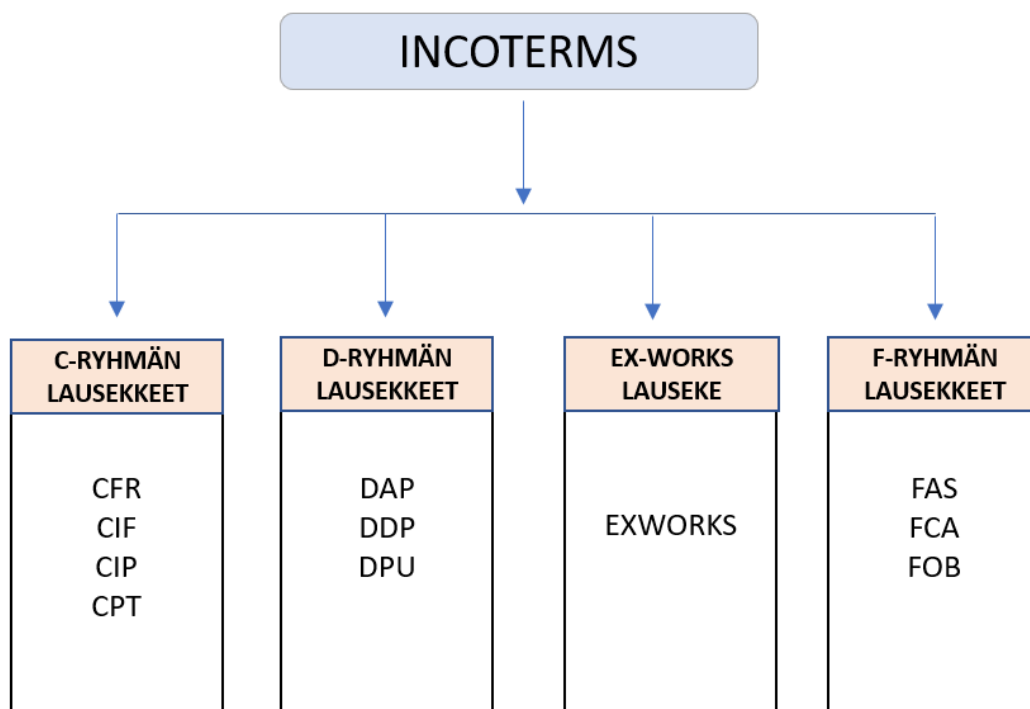 INCOTERMS
C-RYHMÄN
LAUSEKKEET
CFR
CIF
CIP
CPT
D-RYHMÄN
LAUSEKKEET
DAP
DDP
DPU
EX-WORKS
LAUSEKE
EXWORKS
F-RYHMÄN
LAUSEKKEET
FAS
FCA
FOB